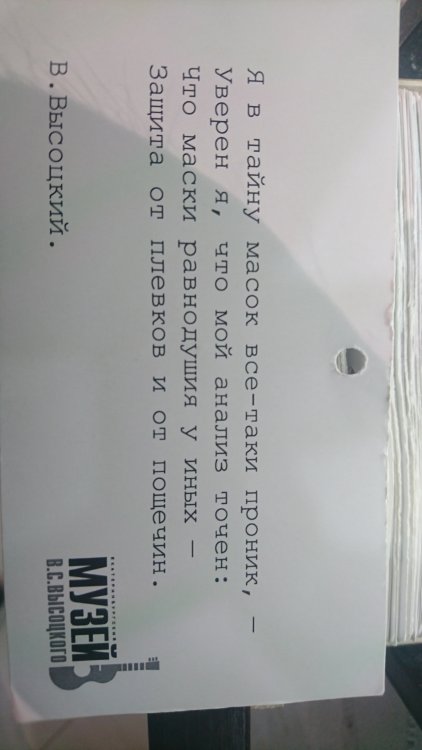 Я в тайну масок все-таки проник, —
Уверен я, что мой анализ точен:
Что маски равнодушия у иных —
Защита от плевков и от пощечин.
В.Высоцкий.
Екатеринбургский
МУЗЕЙ
В.С.ВЫСОЦКОГО